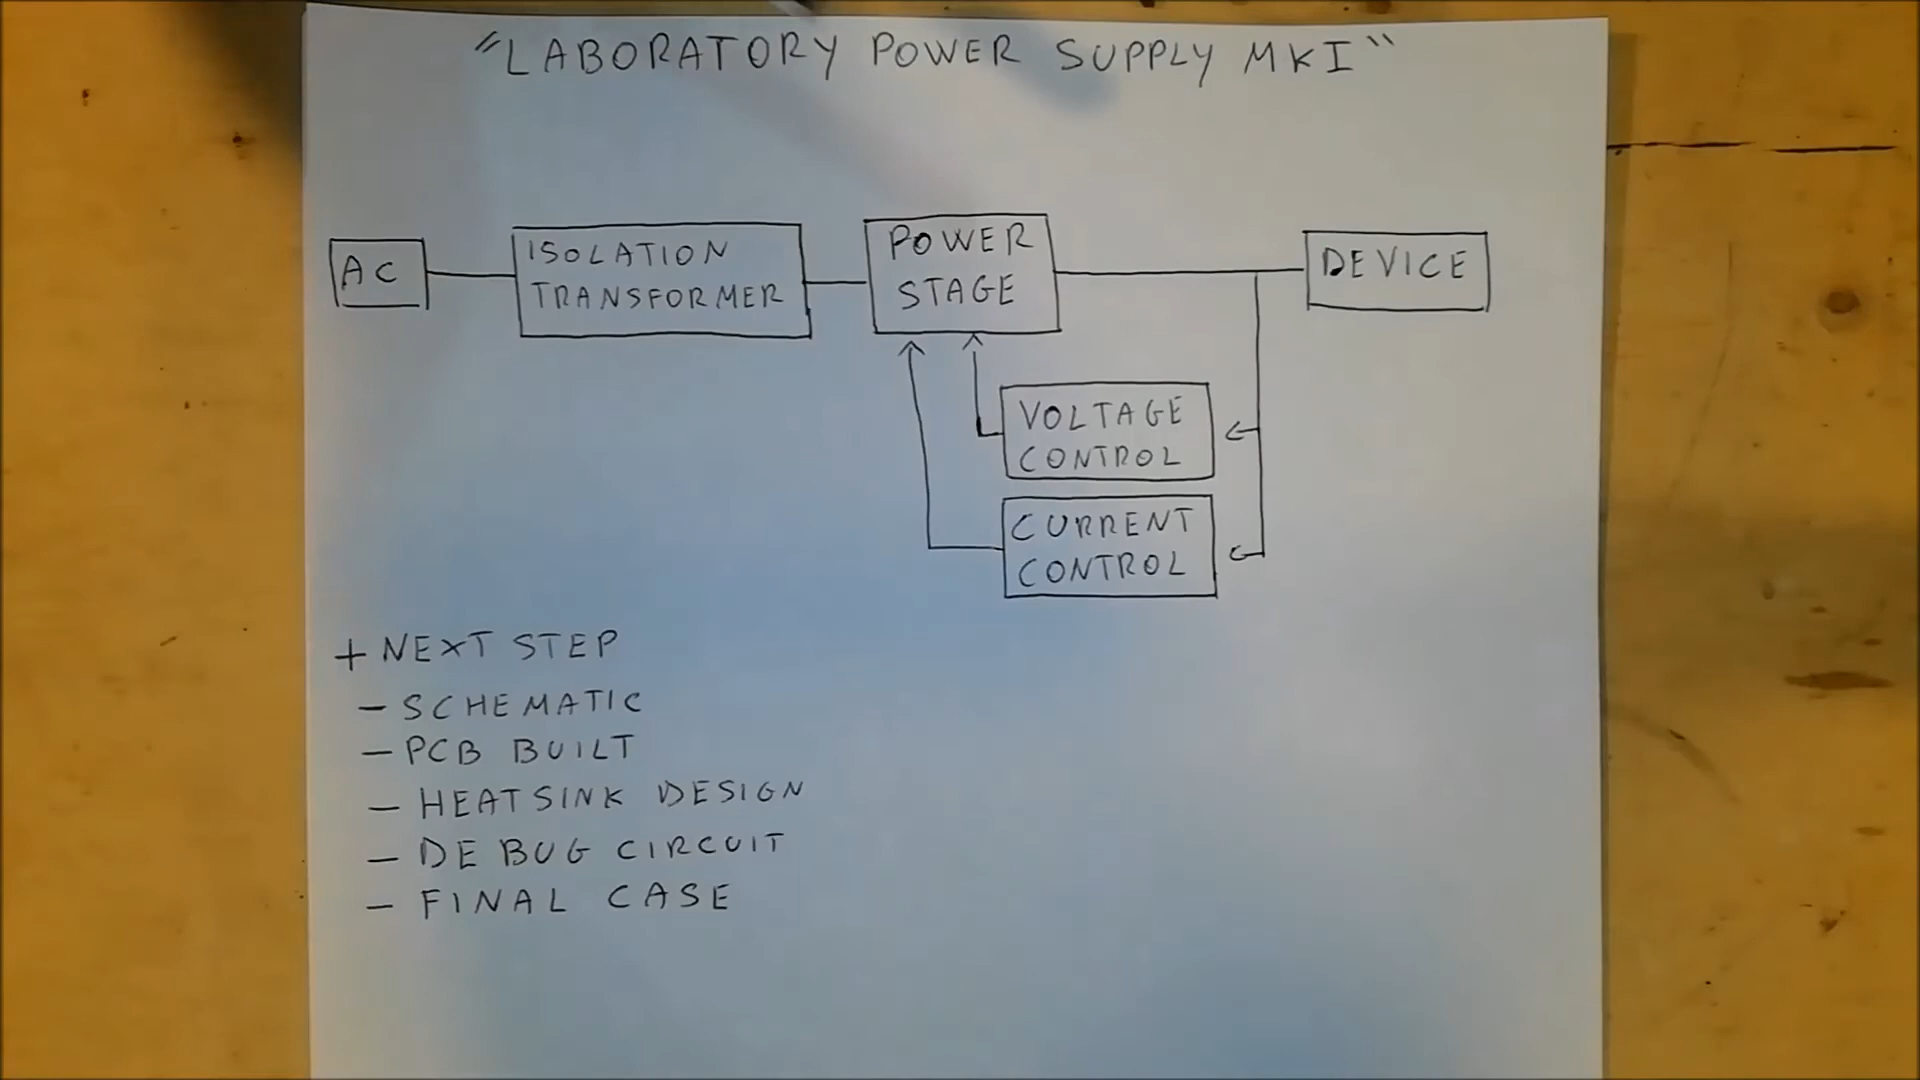 "LABORATORY POWER SUPPLY MKI"
AC
ISOLATION
TRANSFORMER
POWER
STAGE
DEVICE
VOLTAGE
CONTROL
CURRENT
CONTROL
+ NEXT STEP
- SCHEMATIC
- PCB BUILT
- HEATSINK DESIGN
- DEBUG CIRCUIT
- FINAL CASE